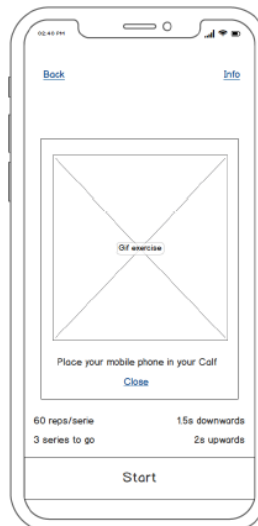 02:40 PM
Back Info
Gif exercise
Place your mobile phone in your Calf
Close
60 reps/serie 1.5s downwards
3 series to go 2s upwards
Start